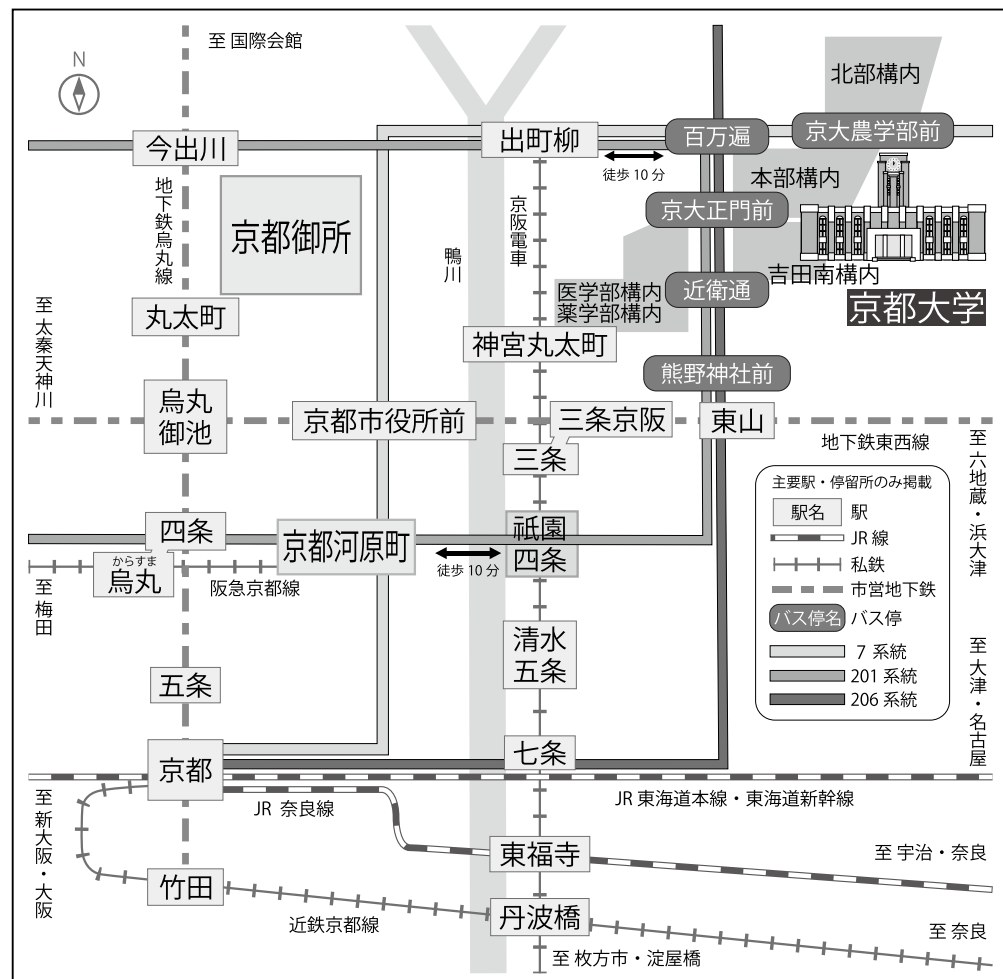 至 国際会館
N
北部構内
今出川
出町柳
百万遍
京大農学部前
徒歩 10 分
本部構内
地下鉄烏丸線
京都御所
京阪電車
京大正門前
鴨川
吉田南構内
近衛通
医学部構内
薬学部構内
京都大学
至 太秦天神川
丸太町
神宮丸太町
熊野神社前
烏丸
御池
京都市役所前
三条京阪
東山
地下鉄東西線
至 六地蔵・浜大津
三条
四条
京都河原町
祇園
四条
からすま
烏丸
阪急京都線
徒歩 10 分
至 梅田
主要駅・停留所のみ掲載
駅名 駅
JR 線
私鉄
市営地下鉄
バス停名 バス停
7 系統
201 系統
206 系統
清水
五条
五条
至 大津・名古屋
京都
七条
JR 東海道本線・東海道新幹線
JR 奈良線
至 新大阪・大阪
東福寺
至 宇治・奈良
竹田
近鉄京都線
丹波橋
至 奈良
至 枚方市・淀屋橋